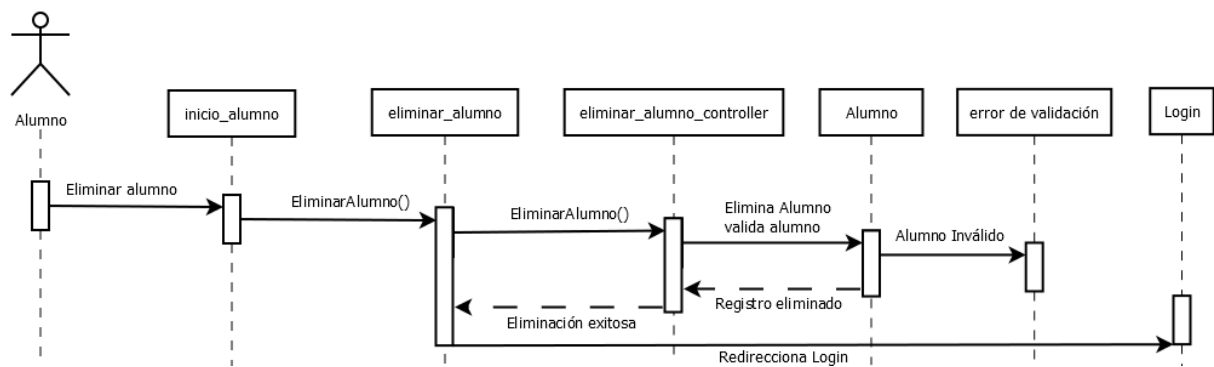 Alumno
inicio_alumno
eliminar_alumno
eliminar_alumno_controller
Alumno
error de validación
Login
Eliminar alumno
EliminarAlumno()
EliminarAlumno()
Elimina Alumno
valida alumno
Alumno Inválido
Registro eliminado
Eliminación exitosa
Redirecciona Login